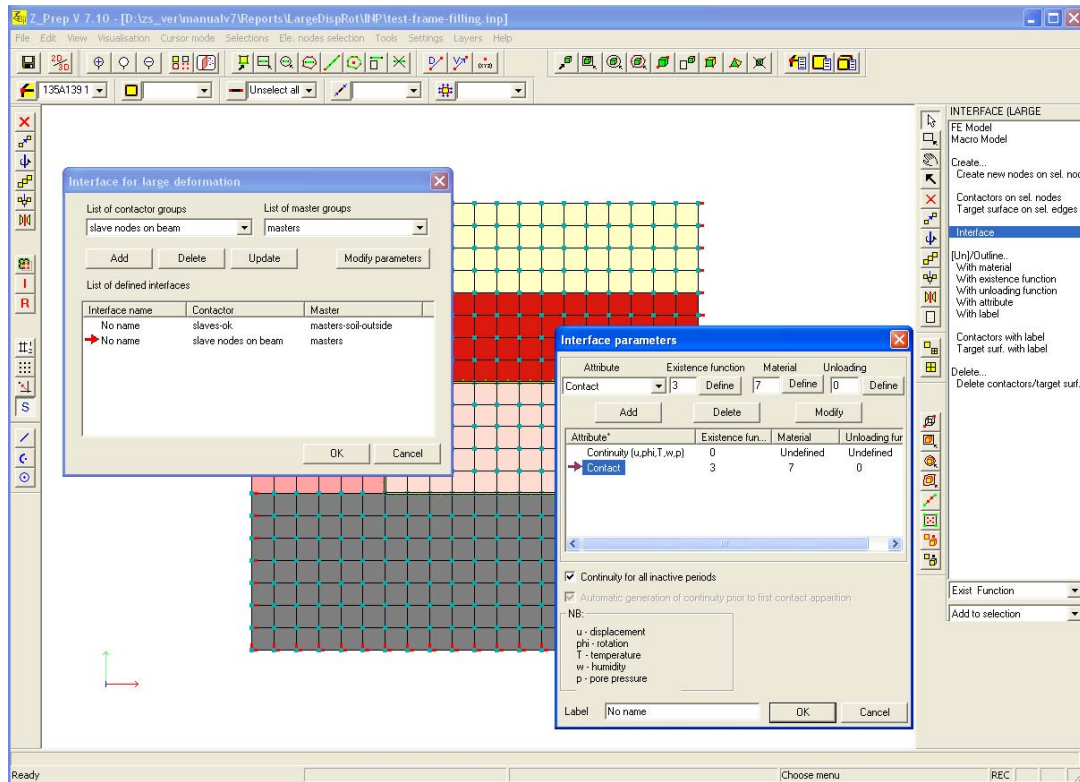 Z_Prep V 7.10 - [D:\zs_ver\manualv7\Reports\LargeDispRot\INP\test-frame-filling.inp]
File Edit View Visualisation Cursor mode Selections Ele. nodes selection Tools Settings Layers Help
2D/3D
(XYZ)
135A139 1
Unselect all
INTERFACE (LARGE
FE Model
Macro Model
Create...
Create new nodes on sel. nod
Contactors on sel. nodes
Target surface on sel. edges
Interface
[Un]/Outline..
With material
With existence function
With unloading function
With attribute
With label
Contactors with label
Target surf. with label
Delete...
Delete contactors/target surf.
Exist Function
Add to selection
I
R
S
Interface for large deformation
List of contactor groups List of master groups
slave nodes on beam masters
Add Delete Update Modify parameters
List of defined interfaces
Interface name Contactor Master
No name slaves-ok masters-soil-outside
No name slave nodes on beam masters
OK Cancel
Interface parameters
Attribute Existence function Material Unloading
Contact 3 Define 7 Define 0 Define
Add Delete Modify
Attribute* Existence fun... Material Unloading fur
Continuity (u,phi,T,w,p) 0 Undefined Undefined
Contact 3 7 0
Continuity for all inactive periods
Automatic generation of continuity prior to first contact apparition
NB:
u - displacement
phi - rotation
T - temperature
w - humidity
p - pore pressure
Label No name OK Cancel
Ready Choose menu REC